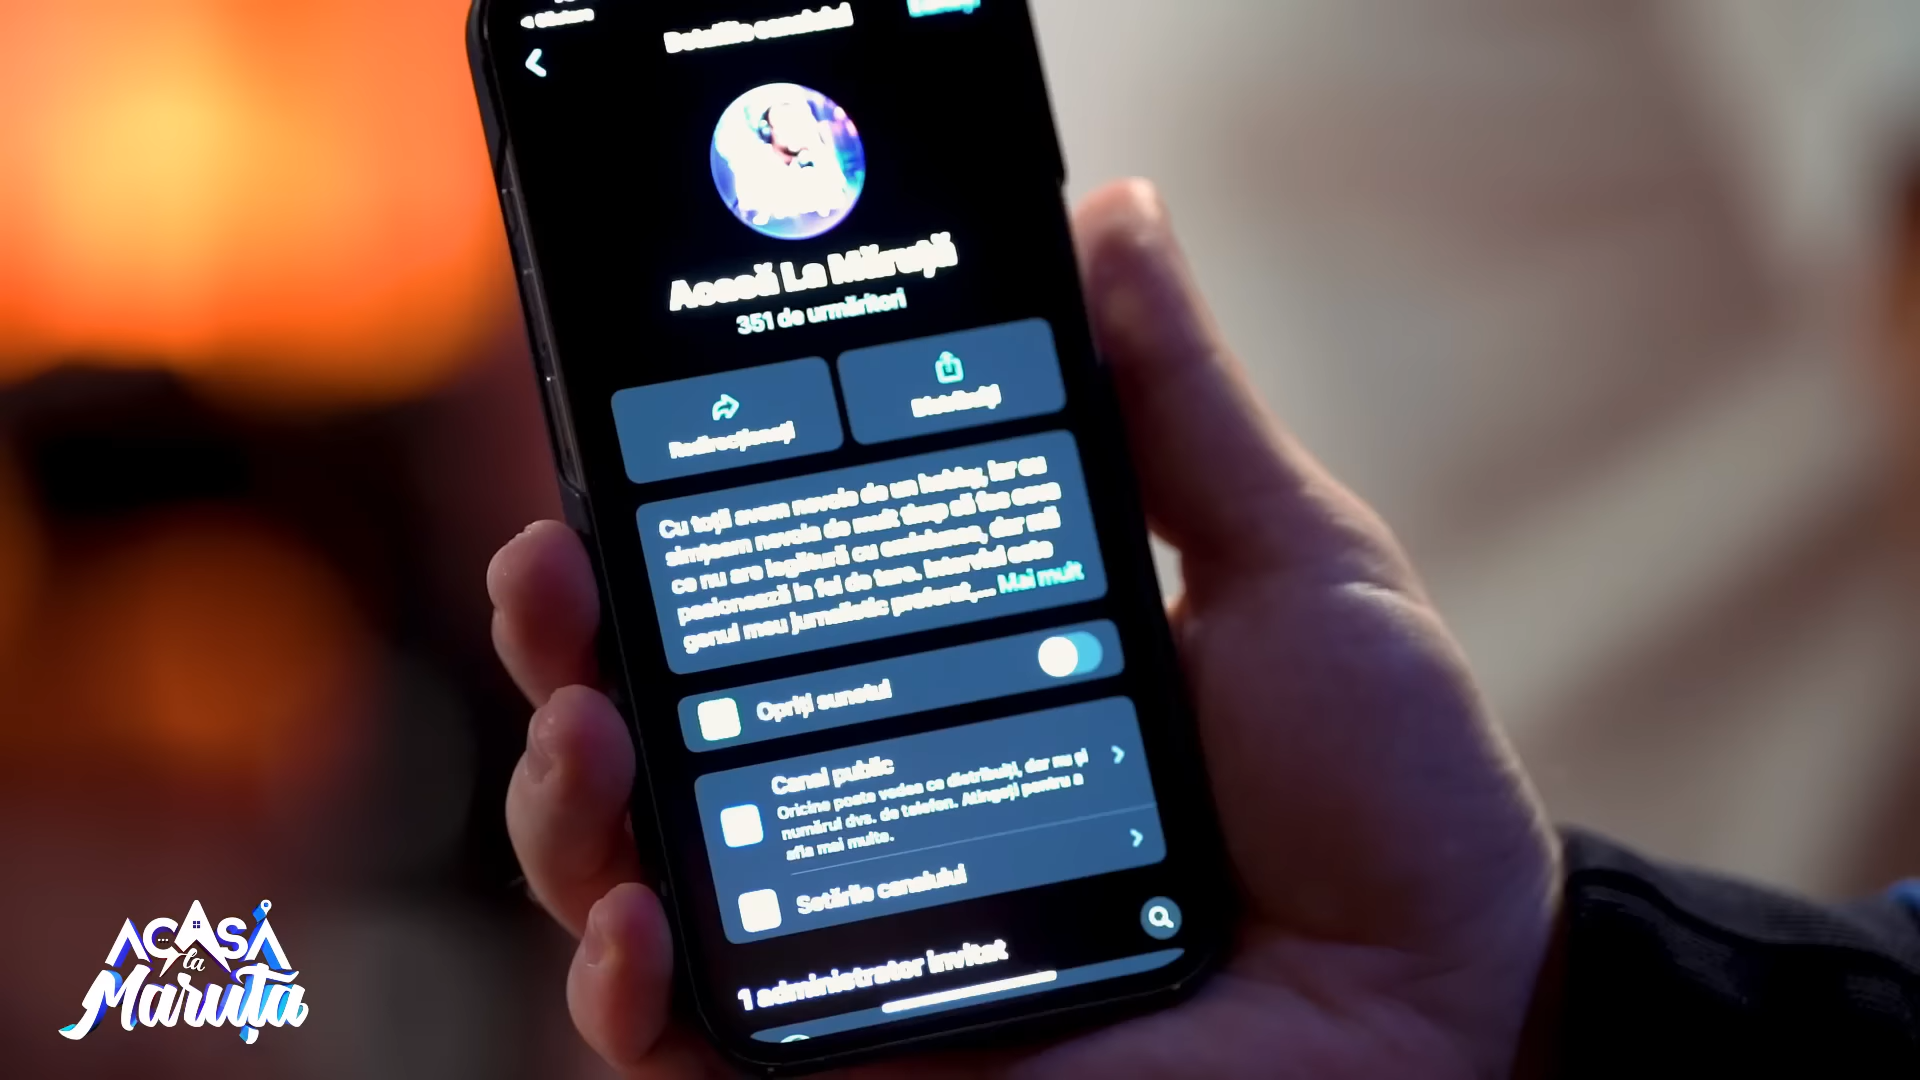 Detaliile canalului
Acasă La Măruță
351 de urmăritori
Redirecționați
Distribuiți
Cu toții avem nevoie de un hobby, iar eu
simțeam nevoie de mult timp să fac ceva
ce nu are legătură cu emisiunea, dar mă
pasionează la fel de tare. Interviul este
genul meu jurnalistic preferat,... Mai mult
Opriți sunetul
Canal public
Oricine poate vedea ce distribuiți, dar nu și
numărul dvs. de telefon. Atingeți pentru a
afla mai multe.
Setările canalului
1 administrator invitat
ACASĂ
la
Maruță